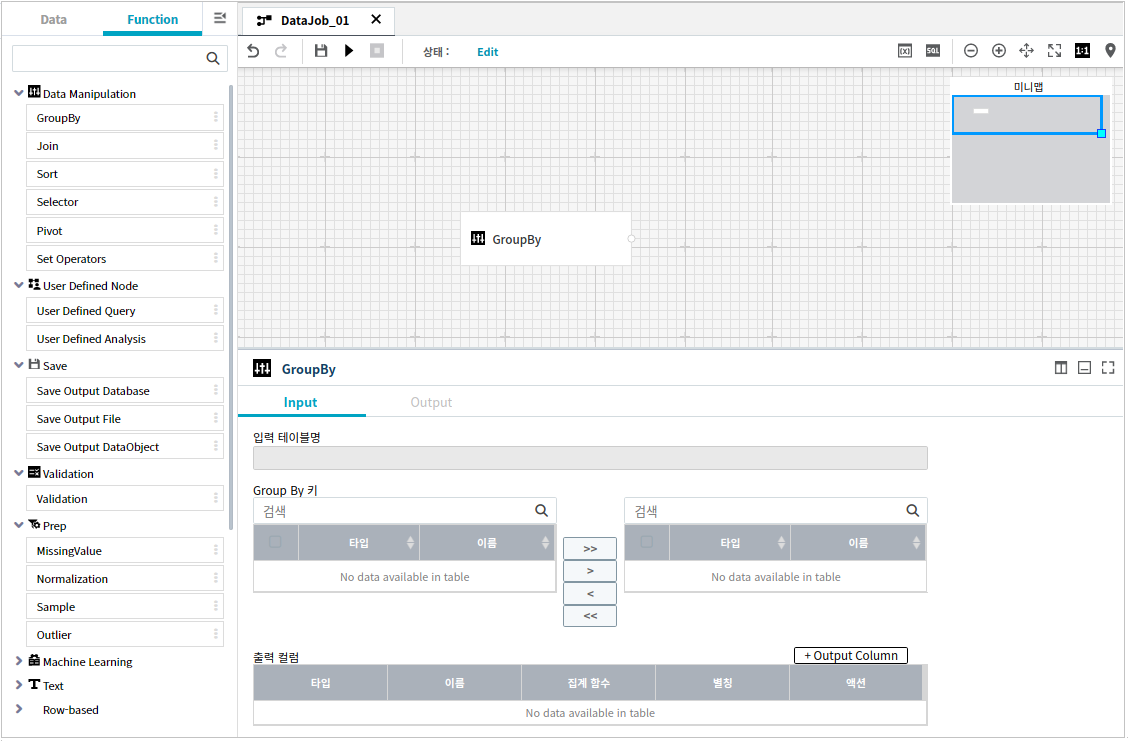 Data
Function
DataJob_01
상태 :
Edit
(X)
SQL
1:1
Data Manipulation
GroupBy
Join
Sort
Selector
Pivot
Set Operators
User Defined Node
User Defined Query
User Defined Analysis
Save
Save Output Database
Save Output File
Save Output DataObject
Validation
Validation
Prep
MissingValue
Normalization
Sample
Outlier
Machine Learning
Text
Row-based
미니맵
GroupBy
GroupBy
Input
Output
입력 테이블명
Group By 키
검색
타입
이름
No data available in table
>>
>
<
<<
검색
타입
이름
No data available in table
출력 컬럼
+ Output Column
타입
이름
집계 함수
별칭
액션
No data available in table